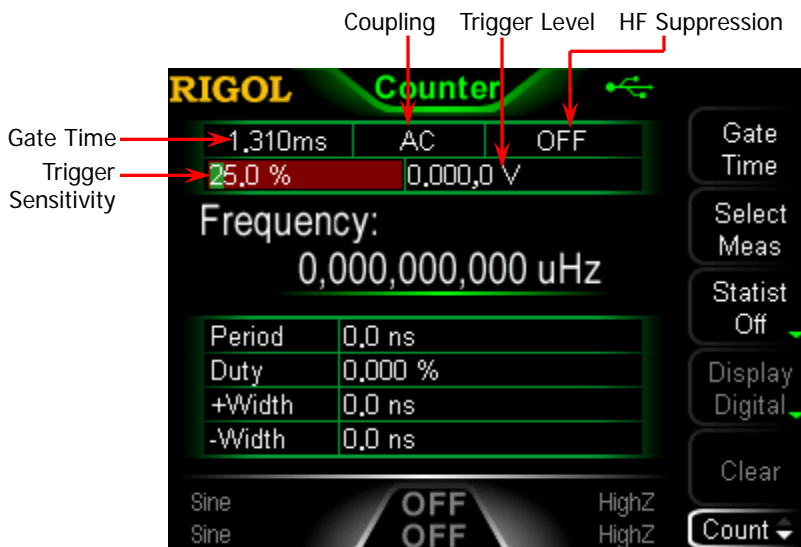 Coupling Trigger Level HF Suppression
RIGOL Counter
Gate Time
1.310ms AC OFF
Trigger
Sensitivity
25.0 % 0.000,0 V
Frequency:
0,000,000,000 uHz
Period 0.0 ns
Duty 0.000 %
+Width 0.0 ns
-Width 0.0 ns
Sine OFF HighZ
Sine OFF HighZ
Gate
Time
Select
Meas
Statist
Off
Display
Digital
Clear
Count